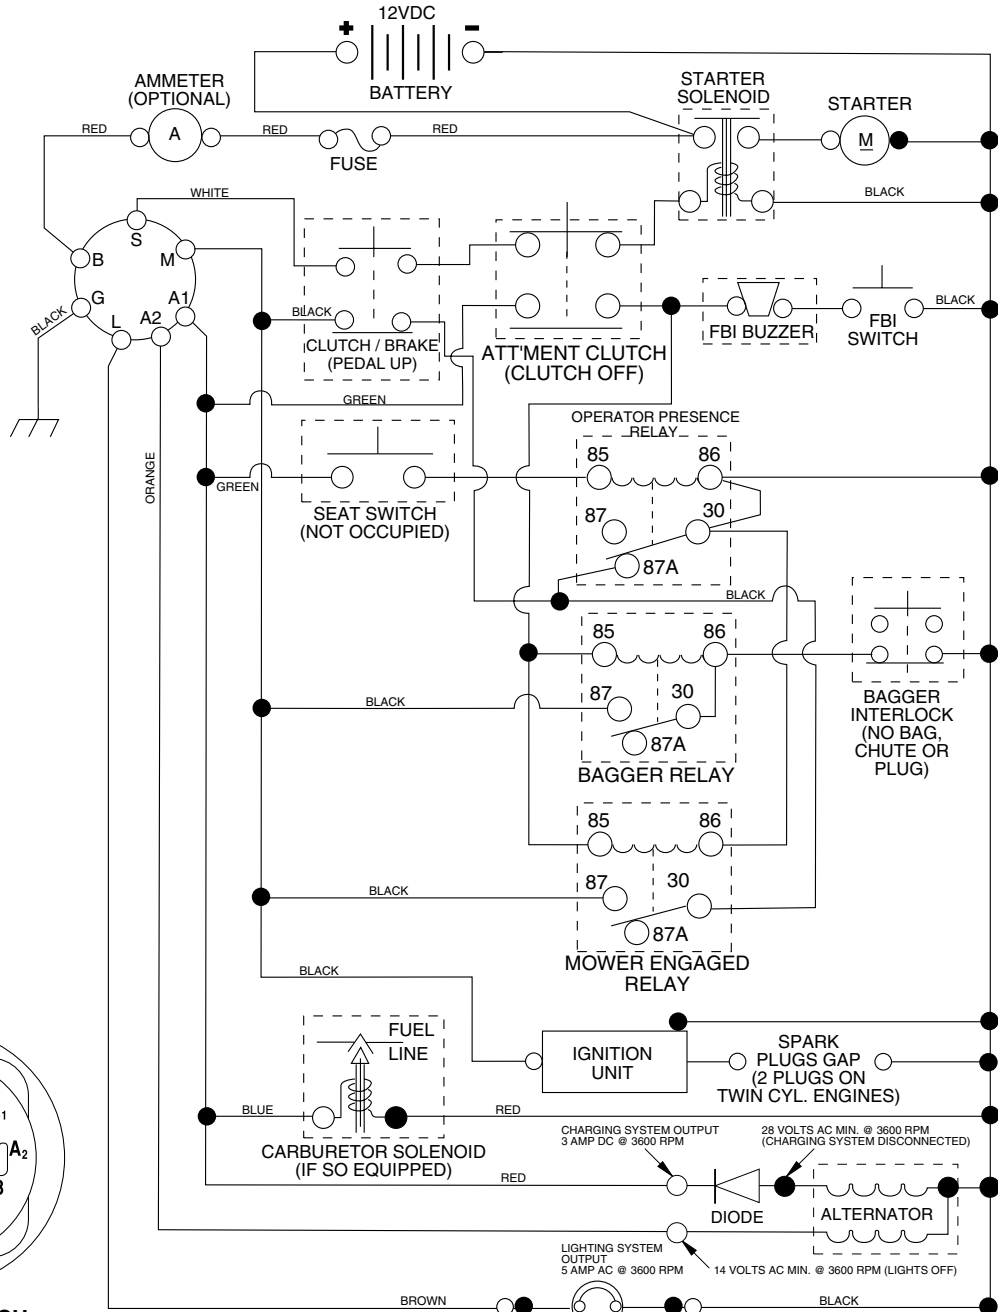 12VDC
+
-
BATTERY
AMMETER
(OPTIONAL)
STARTER
SOLENOID
STARTER
RED
A
RED
RED
M
FUSE
WHITE
BLACK
S
B
M
G
A1
L
A2
BLACK
BLACK
CLUTCH / BRAKE
(PEDAL UP)
ATT'MENT CLUTCH
(CLUTCH OFF)
FBI BUZZER
FBI
SWITCH
BLACK
GREEN
OPERATOR PRESENCE
RELAY
ORANGE
GREEN
SEAT SWITCH
(NOT OCCUPIED)
85
86
87
30
87A
BLACK
85
86
87
30
87A
BLACK
BAGGER RELAY
BAGGER
INTERLOCK
(NO BAG,
CHUTE OR
PLUG)
85
86
87
30
87A
BLACK
MOWER ENGAGED
RELAY
BLACK
FUEL
LINE
IGNITION
UNIT
SPARK
PLUGS GAP
(2 PLUGS ON
TWIN CYL. ENGINES)
BLUE
RED
CARBURETOR SOLENOID
(IF SO EQUIPPED)
CHARGING SYSTEM OUTPUT
3 AMP DC @ 3600 RPM
28 VOLTS AC MIN. @ 3600 RPM
(CHARGING SYSTEM DISCONNECTED)
RED
DIODE
ALTERNATOR
LIGHTING SYSTEM
OUTPUT
5 AMP AC @ 3600 RPM
14 VOLTS AC MIN. @ 3600 RPM (LIGHTS OFF)
BROWN
BLACK
1
A2